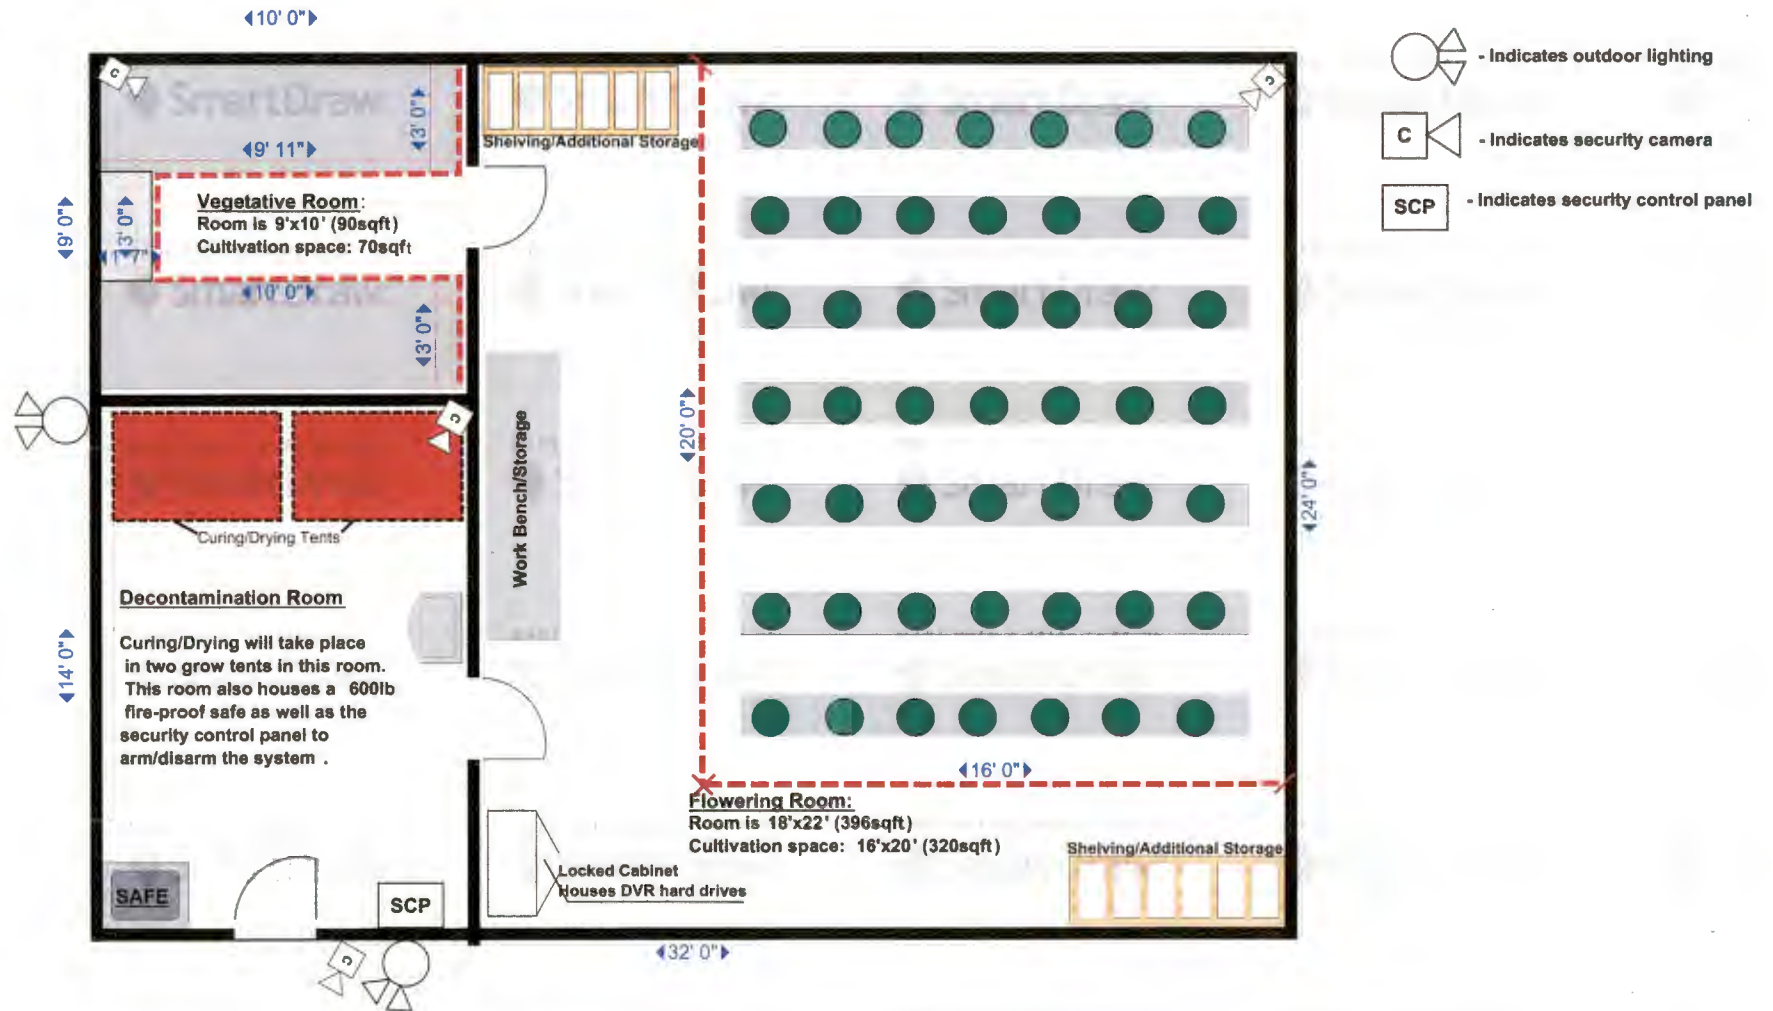 10' 0"
- Indicates outdoor lighting
C
- Indicates security camera
SCP
- Indicates security control panel
C
C
SmartDraw
3' 0"
Shelving/Additional Storage
9' 11"
Vegetative Room:
Room is 9'x10' (90sqft)
Cultivation space: 70sqft
9' 0"
3' 0"
1' 7"
10' 0"
3' 0"
C
Curing/Drying Tents
Work Bench/Storage
20' 0"
24' 0"
Decontamination Room
Curing/Drying will take place
in two grow tents in this room.
This room also houses a 600lb
fire-proof safe as well as the
security control panel to
arm/disarm the system .
14' 0"
16' 0"
Flowering Room:
Room is 18'x22' (396sqft)
Cultivation space: 16'x20' (320sqft)
Shelving/Additional Storage
Locked Cabinet
Houses DVR hard drives
SAFE
SCP
32' 0"
C